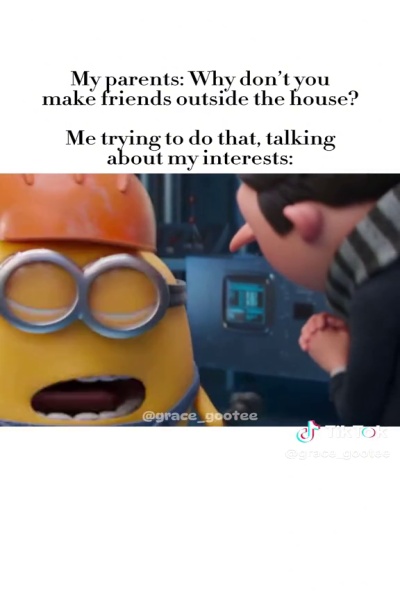 My parents: Why don't you
make friends outside the house?
Me trying to do that, talking
about my interests:
@grace_gootee
TikTok
@grace_gootee